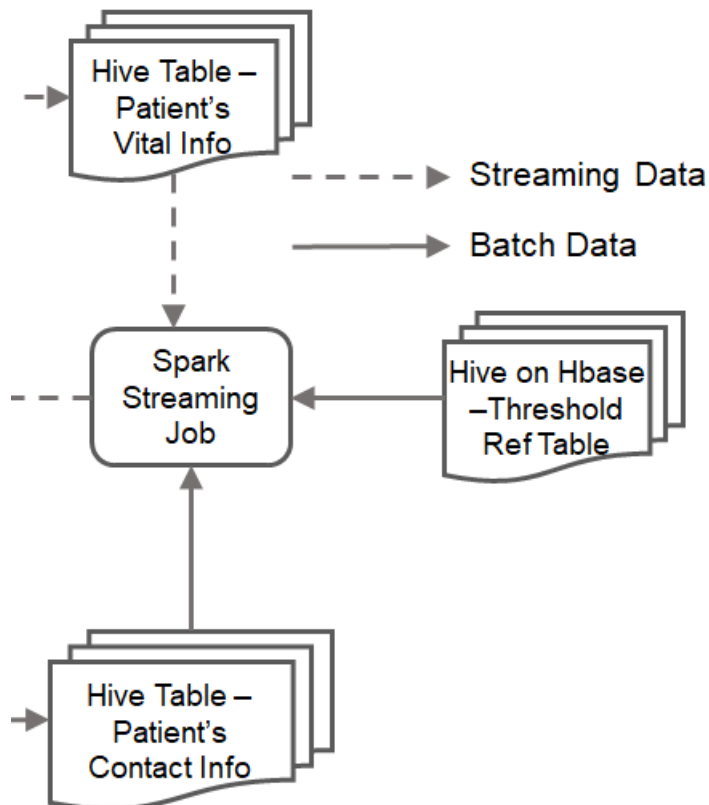 Hive Table –
Patient's
Vital Info
Streaming Data
Batch Data
Spark
Streaming
Job
Hive on Hbase
–Threshold
Ref Table
Hive Table –
Patient's
Contact Info